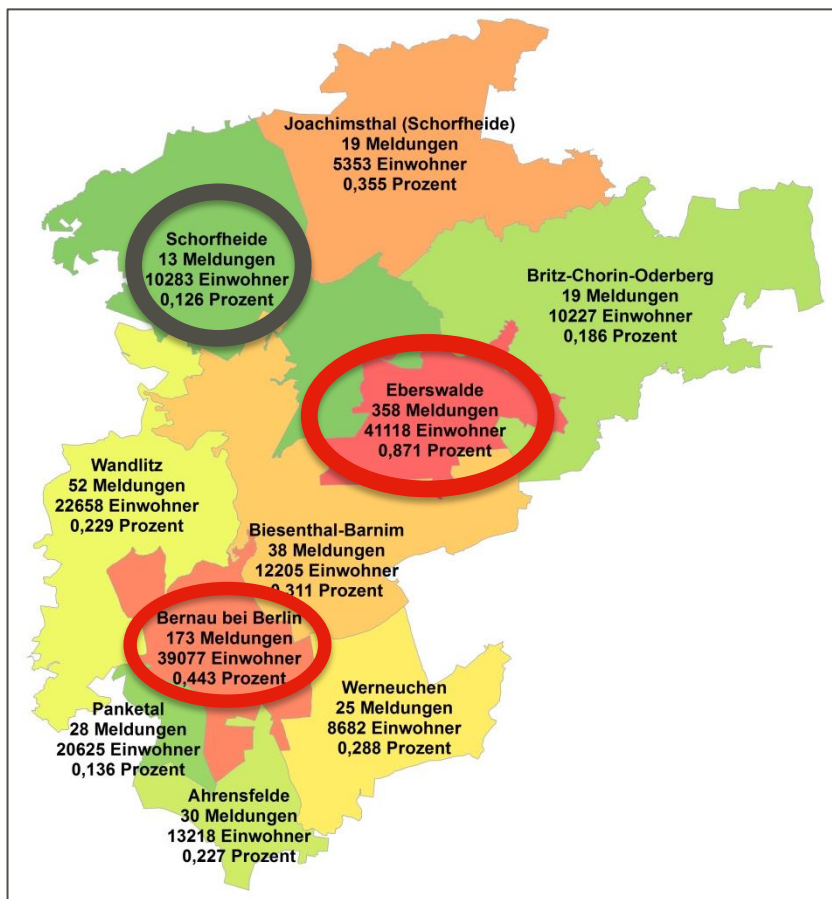 Joachimsthal (Schorfheide)
19 Meldungen
5353 Einwohner
0,355 Prozent
Schorfheide
13 Meldungen
10283 Einwohner
0,126 Prozent
Britz-Chorin-Oderberg
19 Meldungen
10227 Einwohner
0,186 Prozent
Eberswalde
358 Meldungen
41118 Einwohner
0,871 Prozent
Wandlitz
52 Meldungen
22658 Einwohner
0,229 Prozent
Biesenthal-Barnim
38 Meldungen
12205 Einwohner
0,311 Prozent
Bernau bei Berlin
173 Meldungen
39077 Einwohner
0,443 Prozent
Werneuchen
25 Meldungen
8682 Einwohner
0,288 Prozent
Panketal
28 Meldungen
20625 Einwohner
0,136 Prozent
Ahrensfelde
30 Meldungen
13218 Einwohner
0,227 Prozent